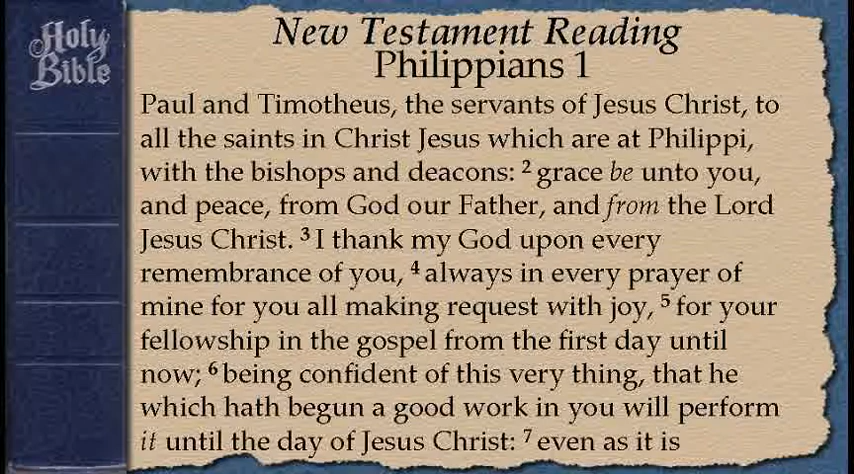 Holy
Bible
New Testament Reading
Philippians 1
Paul and Timotheus, the servants of Jesus Christ, to
all the saints in Christ Jesus which are at Philippi,
with the bishops and deacons: ² grace be unto you,
and peace, from God our Father, and from the Lord
Jesus Christ. ³ I thank my God upon every
remembrance of you, ⁴ always in every prayer of
mine for you all making request with joy, ⁵ for your
fellowship in the gospel from the first day until
now; ⁶ being confident of this very thing, that he
which hath begun a good work in you will perform
it until the day of Jesus Christ: ⁷ even as it is